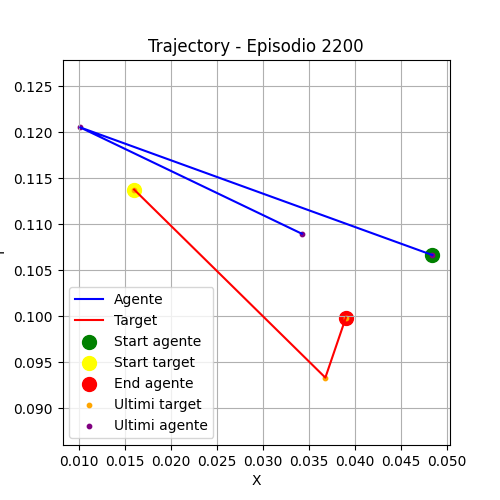 Trajectory - Episodio 2200
0.125
0.120
0.115
0.110
0.105
0.100
0.095
0.090
Agente
Target
Start agente
Start target
End agente
Ultimi target
Ultimi agente
0.010 0.015 0.020 0.025 0.030 0.035 0.040 0.045 0.050
X